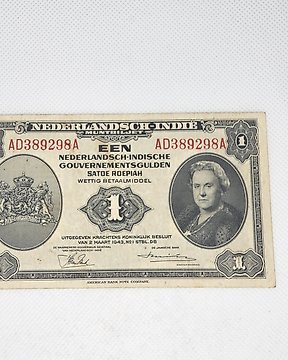 NEDERLANDSCH-INDIË
MUNTBILJET
1
AD389298A AD389298A
EEN
NEDERLANDSCH-INDISCHE
GOUVERNEMENTSGULDEN
SATOE ROEPIAH
WETTIG BETAALMIDDEL
1
UITGEGEVEN KRACHTENS KONINKLIJK BESLUIT
VAN 2 MAART 1943, No 1 STBL. D8
1
AMERICAN BANK NOTE COMPANY